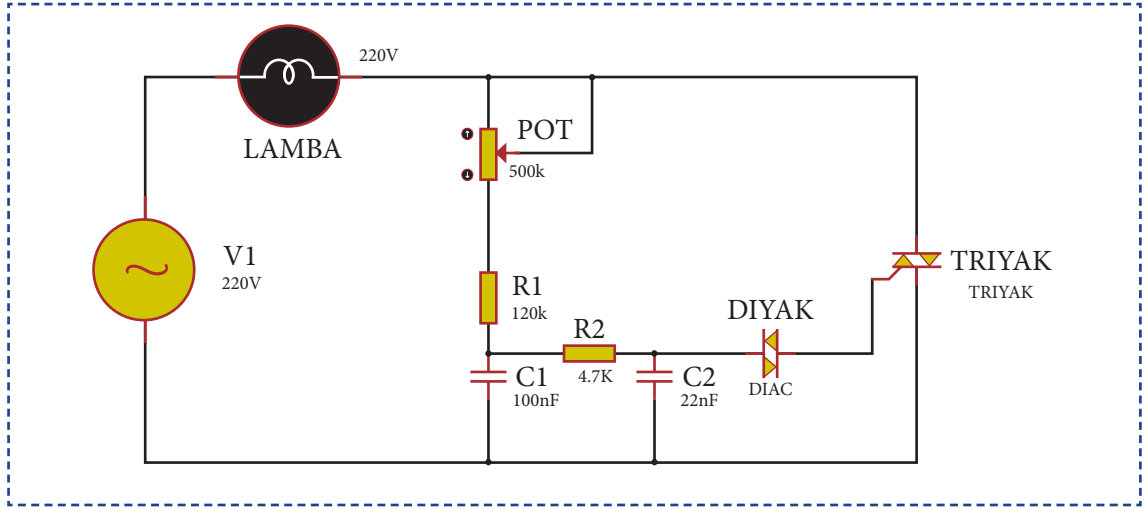 220V
LAMBA
POT
500k
V1
220V
R1
120k
TRIYAK
TRIYAK
DIYAK
DIAC
R2
4.7K
C1
100nF
C2
22nF